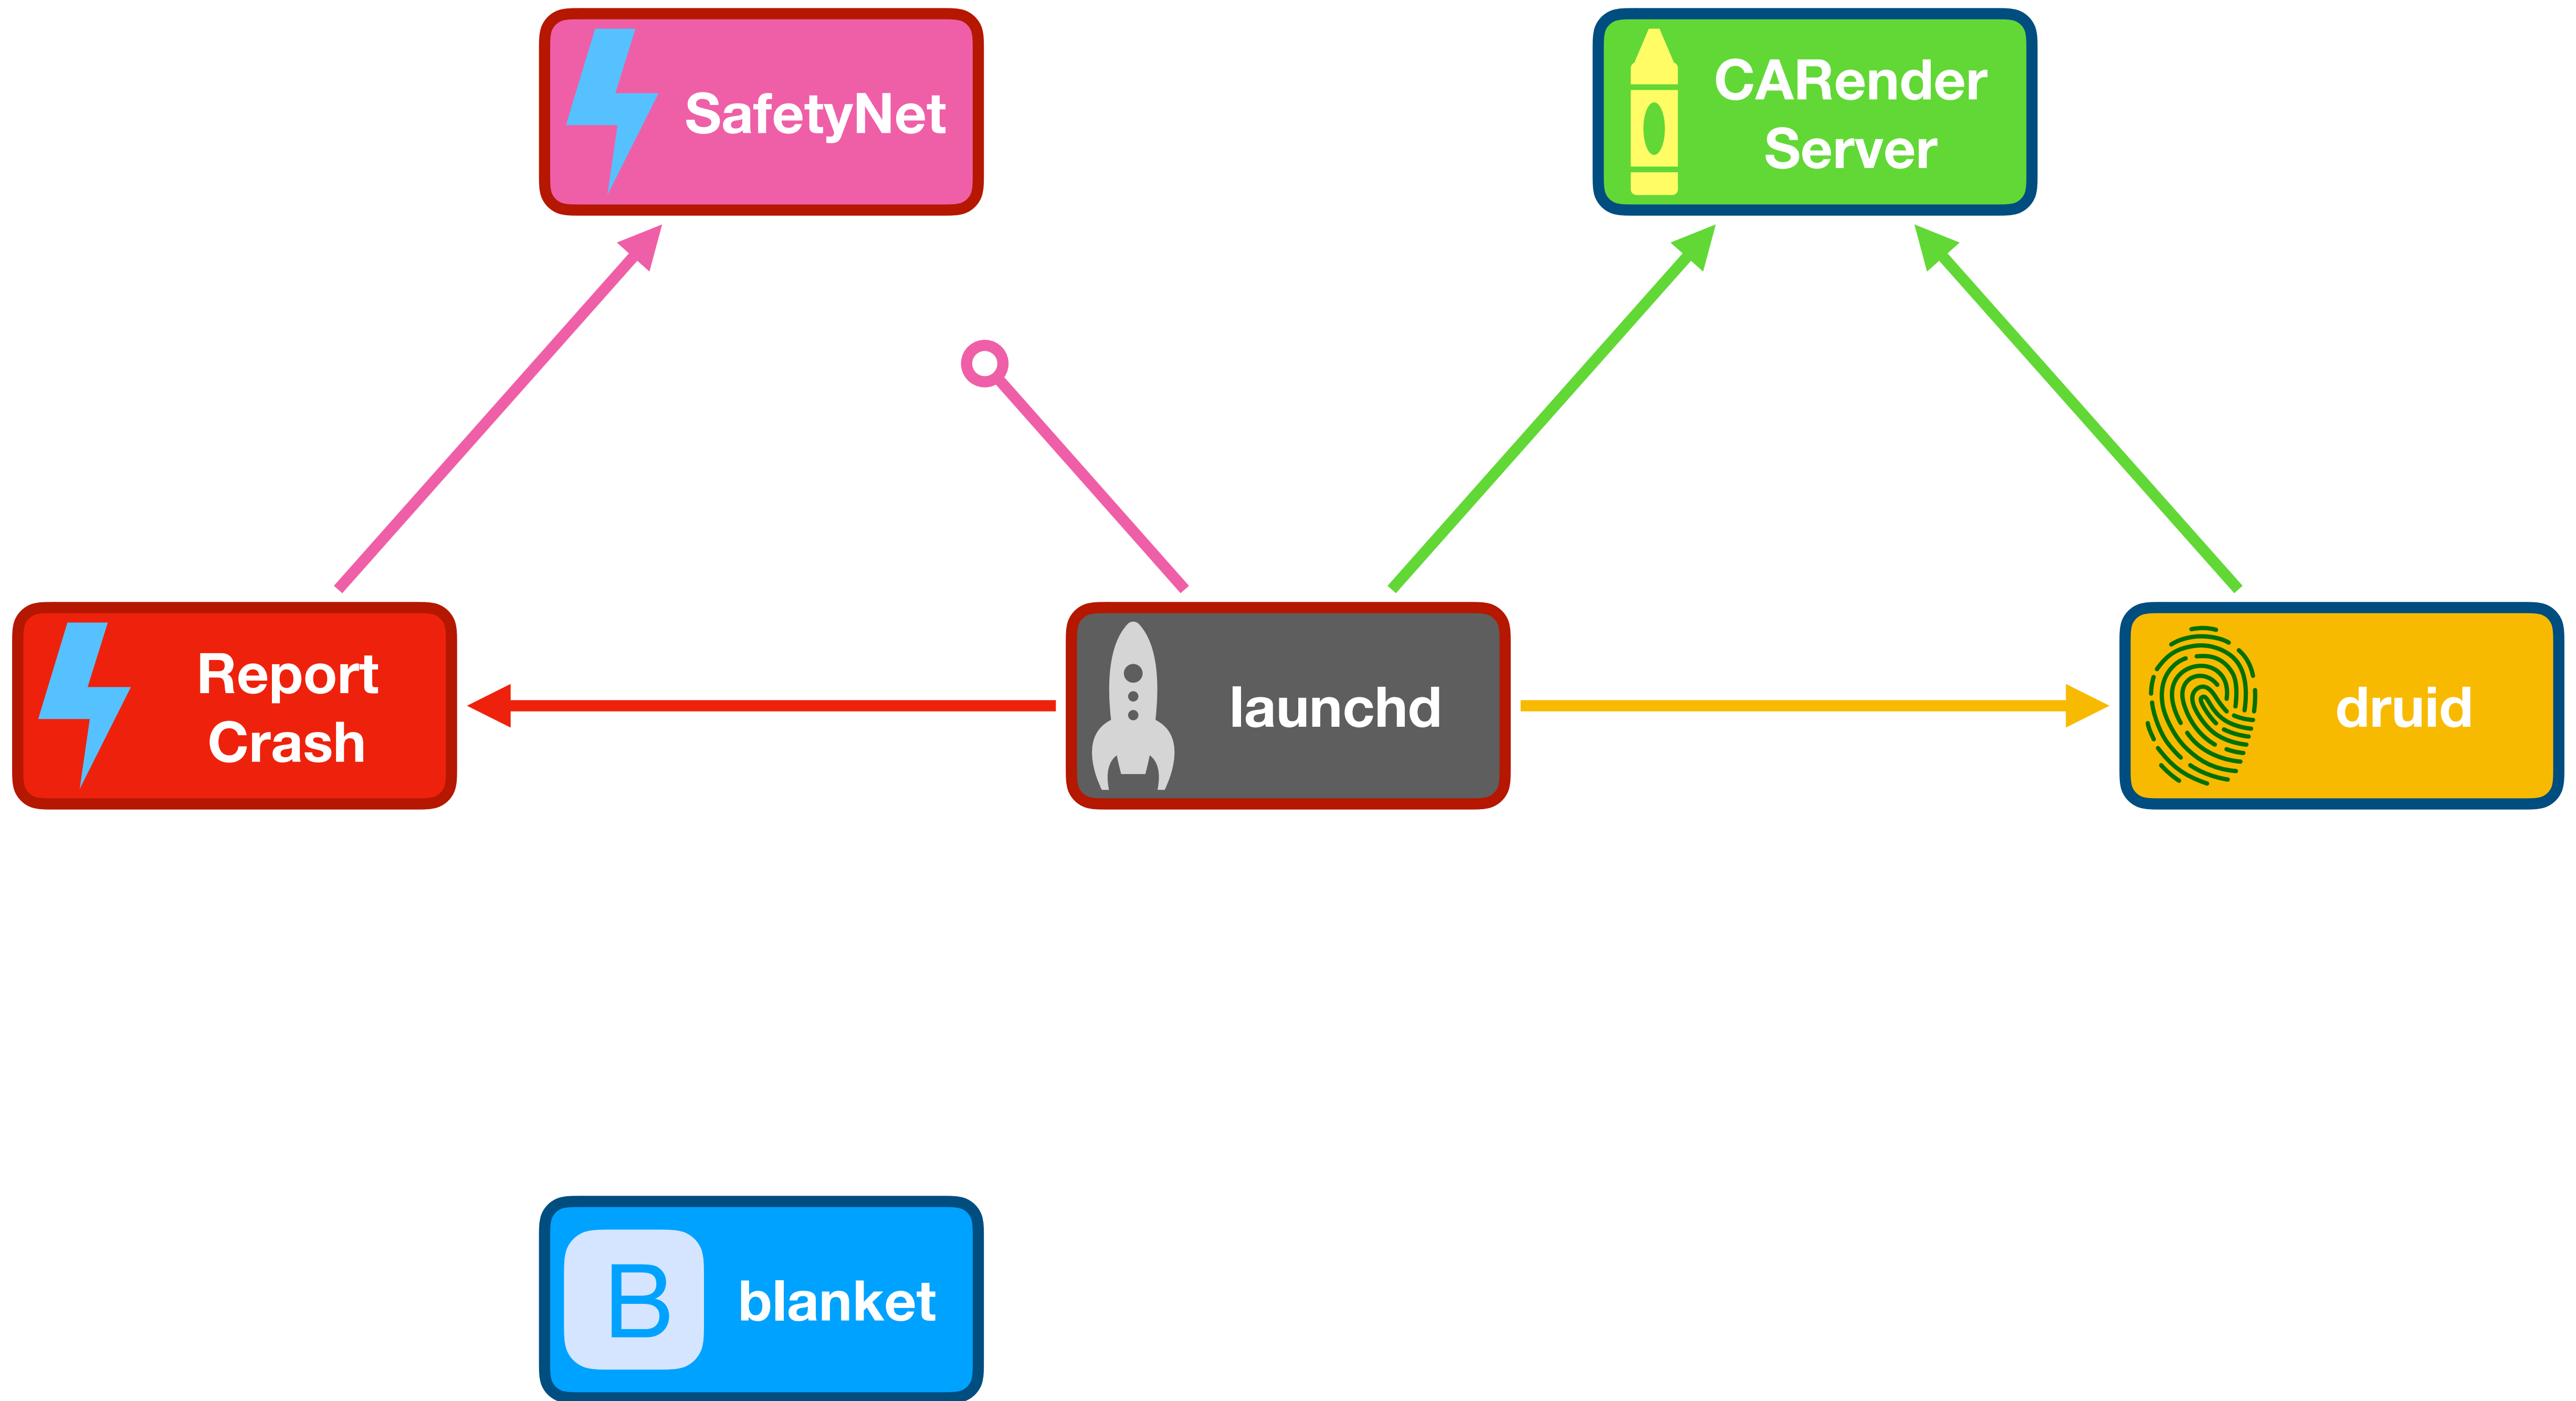 SafetyNet
CARender
Server
Report
Crash
launchd
druid
B
blanket